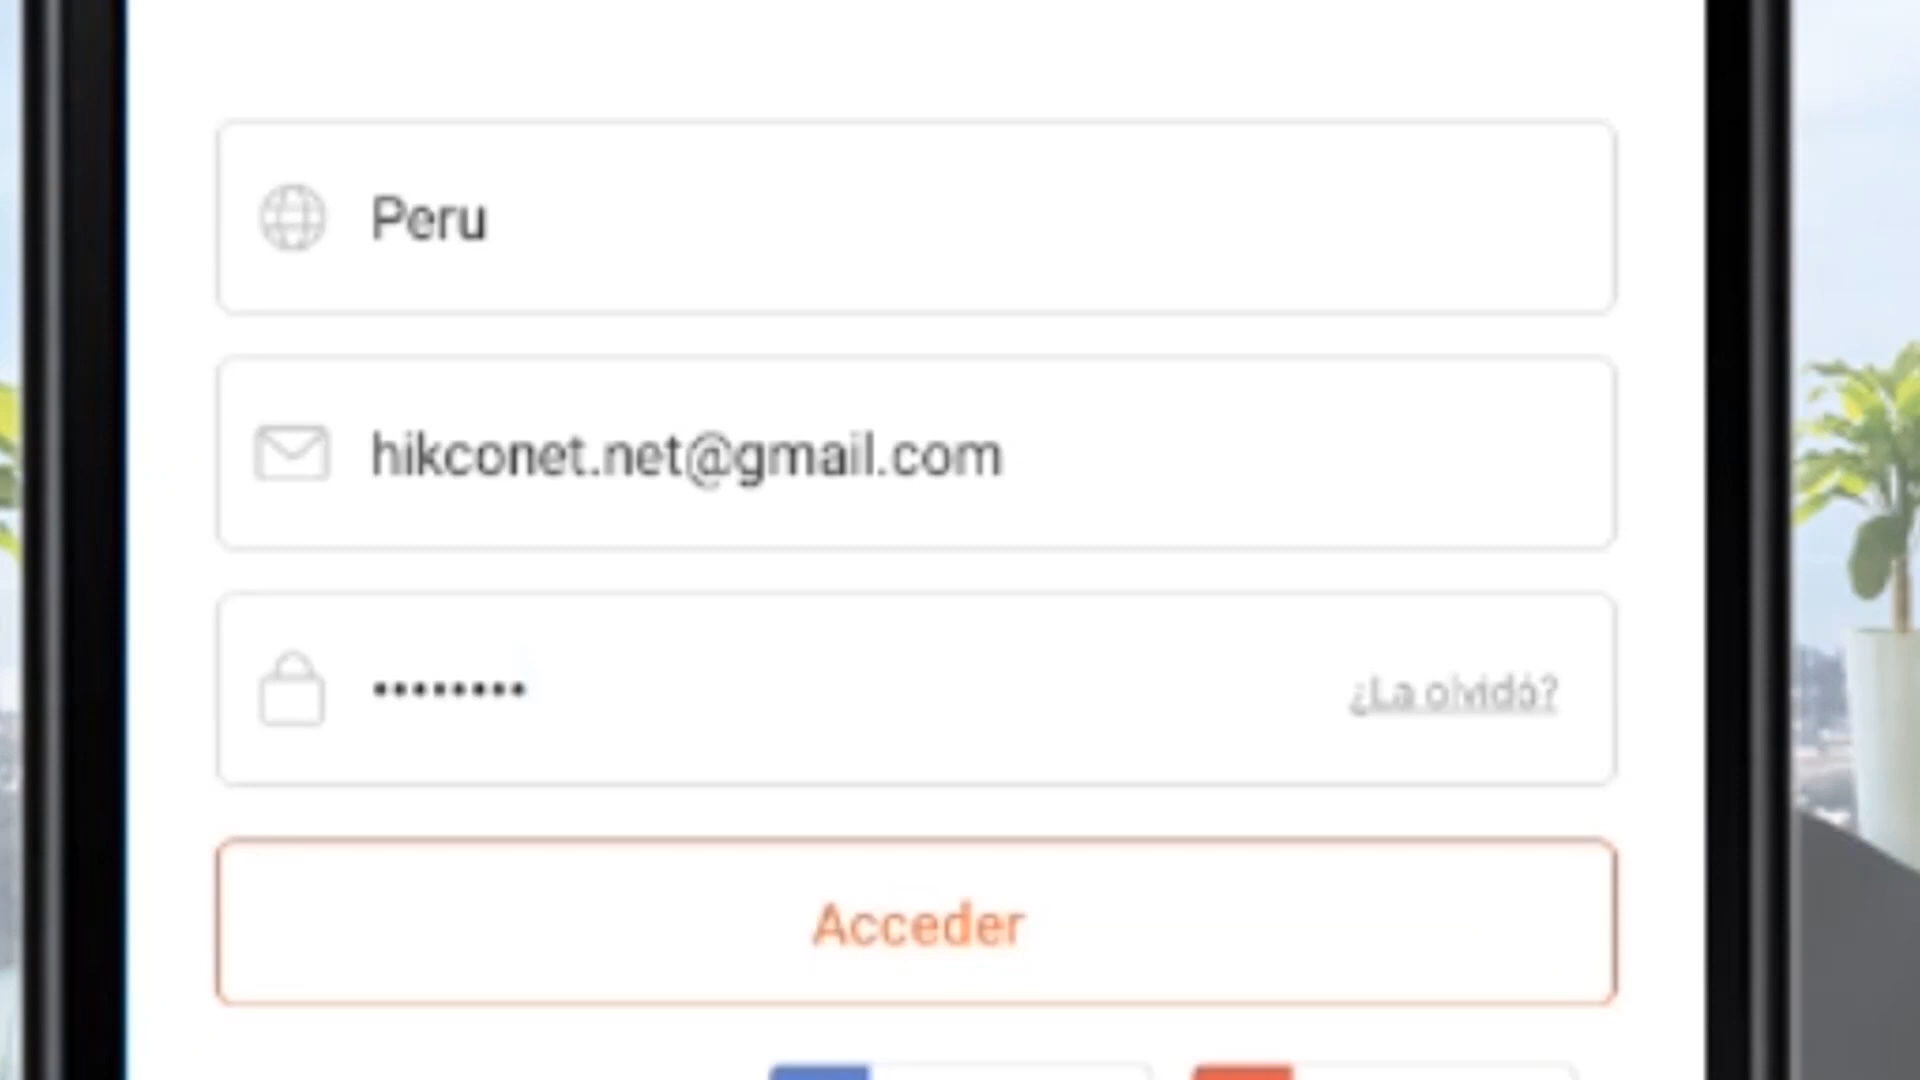 Peru
hikconet.net@gmail.com
••••••••
¿La olvidó?
Acceder